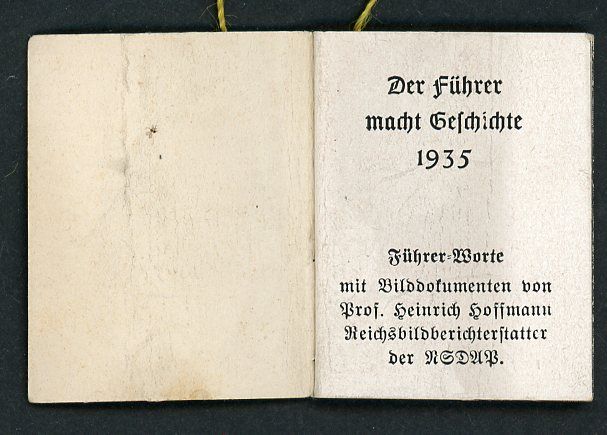 Der Führer
macht Geschichte
1935
Führer-Worte
mit Bilddokumenten von
Prof. Heinrich Hoffmann
Reichsbildberichterstatter
der NSDAP.